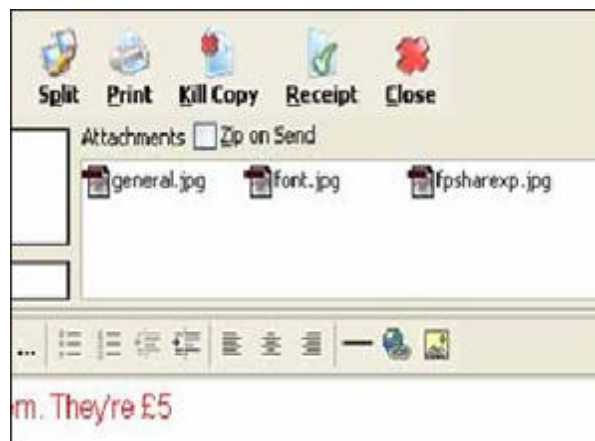 Split Print Kill Copy Receipt Close
Attachments Zip on Send
general.jpg font.jpg fpsharexp.jpg
...
m. They're £5